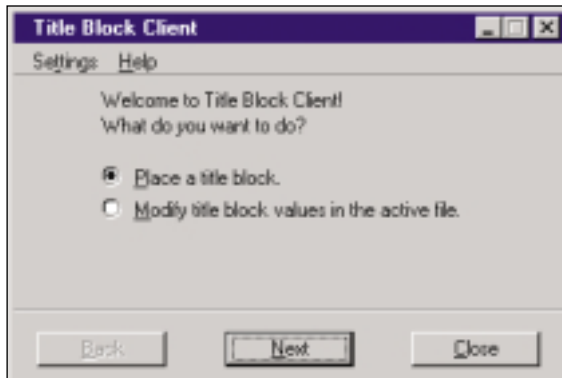 Title Block Client
Settings Help
Welcome to Title Block Client!
What do you want to do?
Place a title block.
Modify title block values in the active file.
Back Next Close